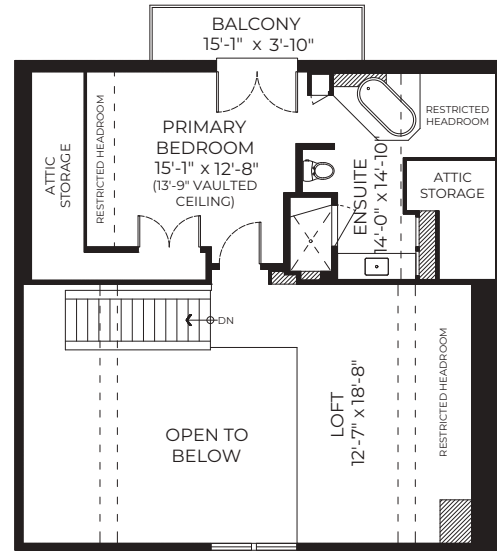 BALCONY
15'-1" x 3'-10"
PRIMARY
BEDROOM
15'-1" x 12'-8"
(13'-9" VAULTED
CEILING)
ATTIC
STORAGE
RESTRICTED HEADROOM
ENSUITE
14'-0" x 14'-10"
RESTRICTED
HEADROOM
ATTIC
STORAGE
DN
OPEN TO
BELOW
LOFT
12'-7" x 18'-8"
RESTRICTED HEADROOM